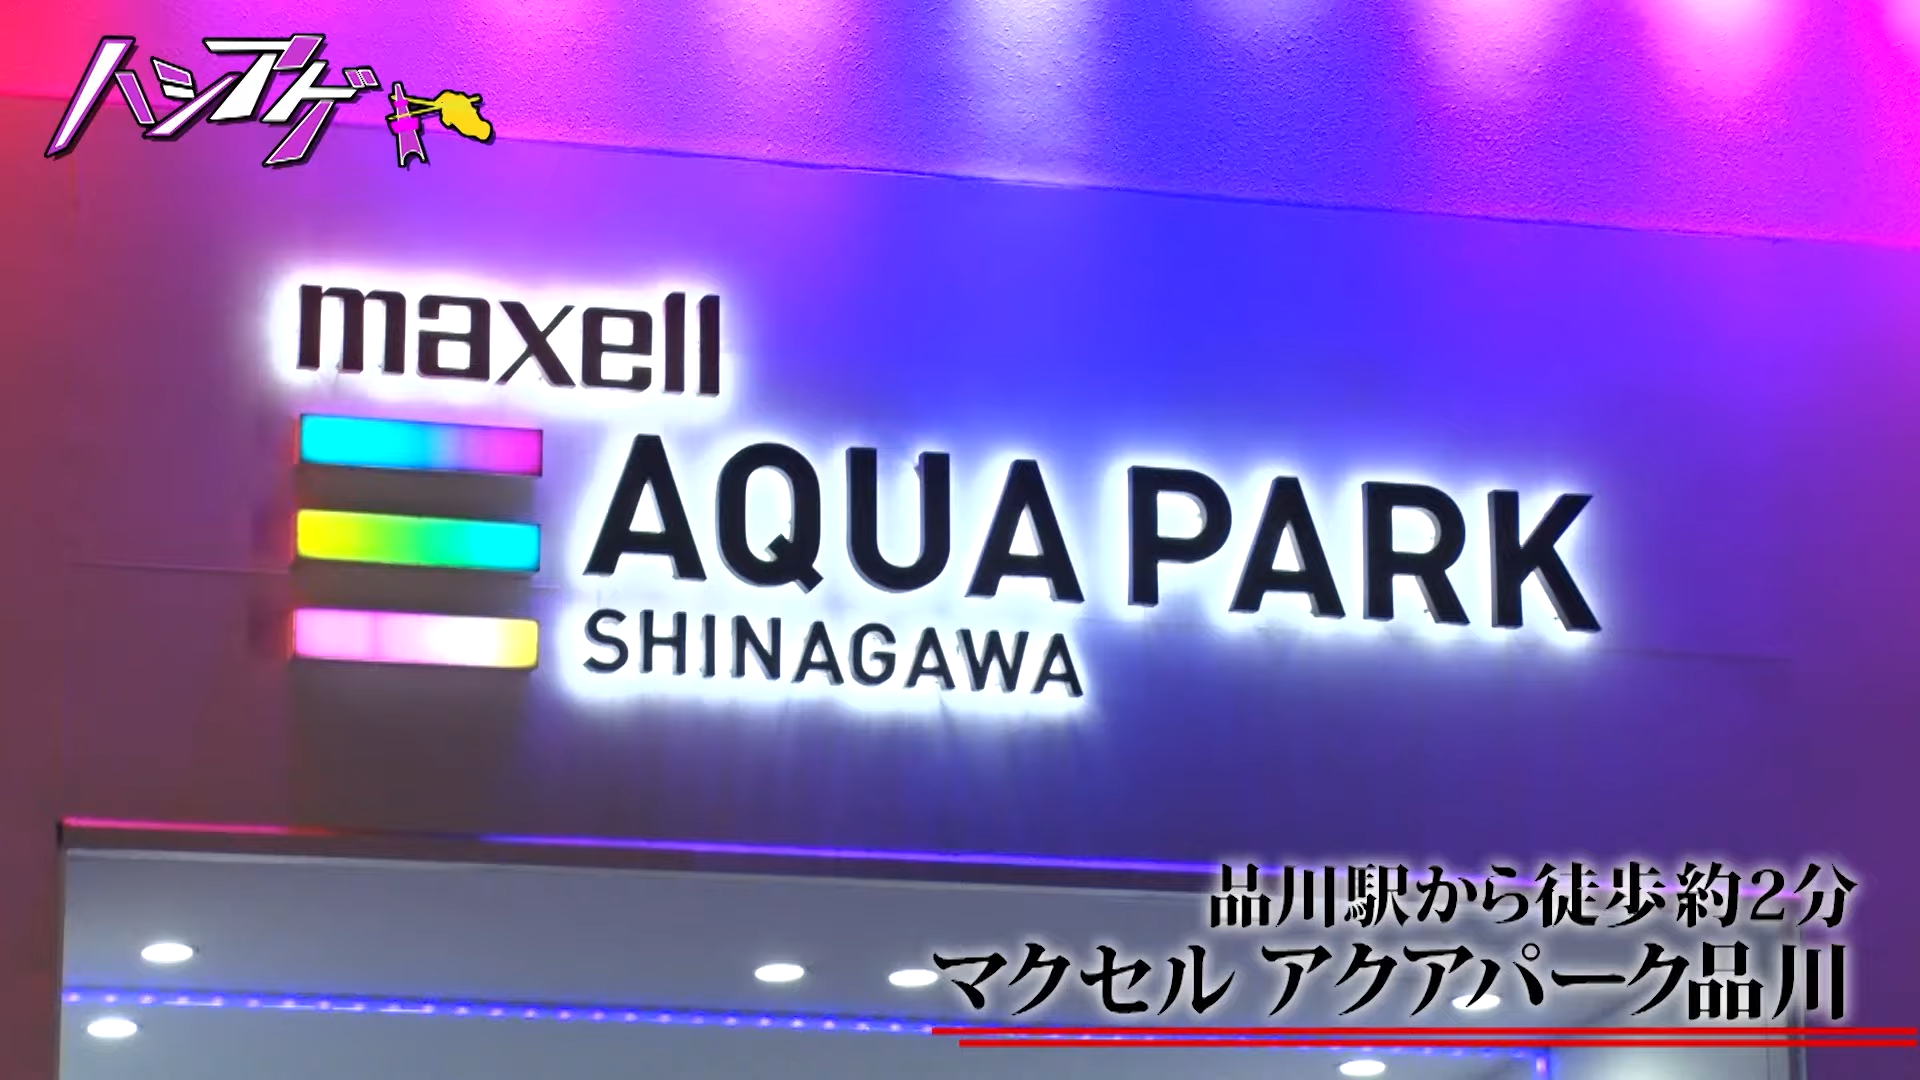 ハシアゲ
maxell
AQUA PARK
SHINAGAWA
品川駅から徒歩約2分
マクセル アクアパーク品川